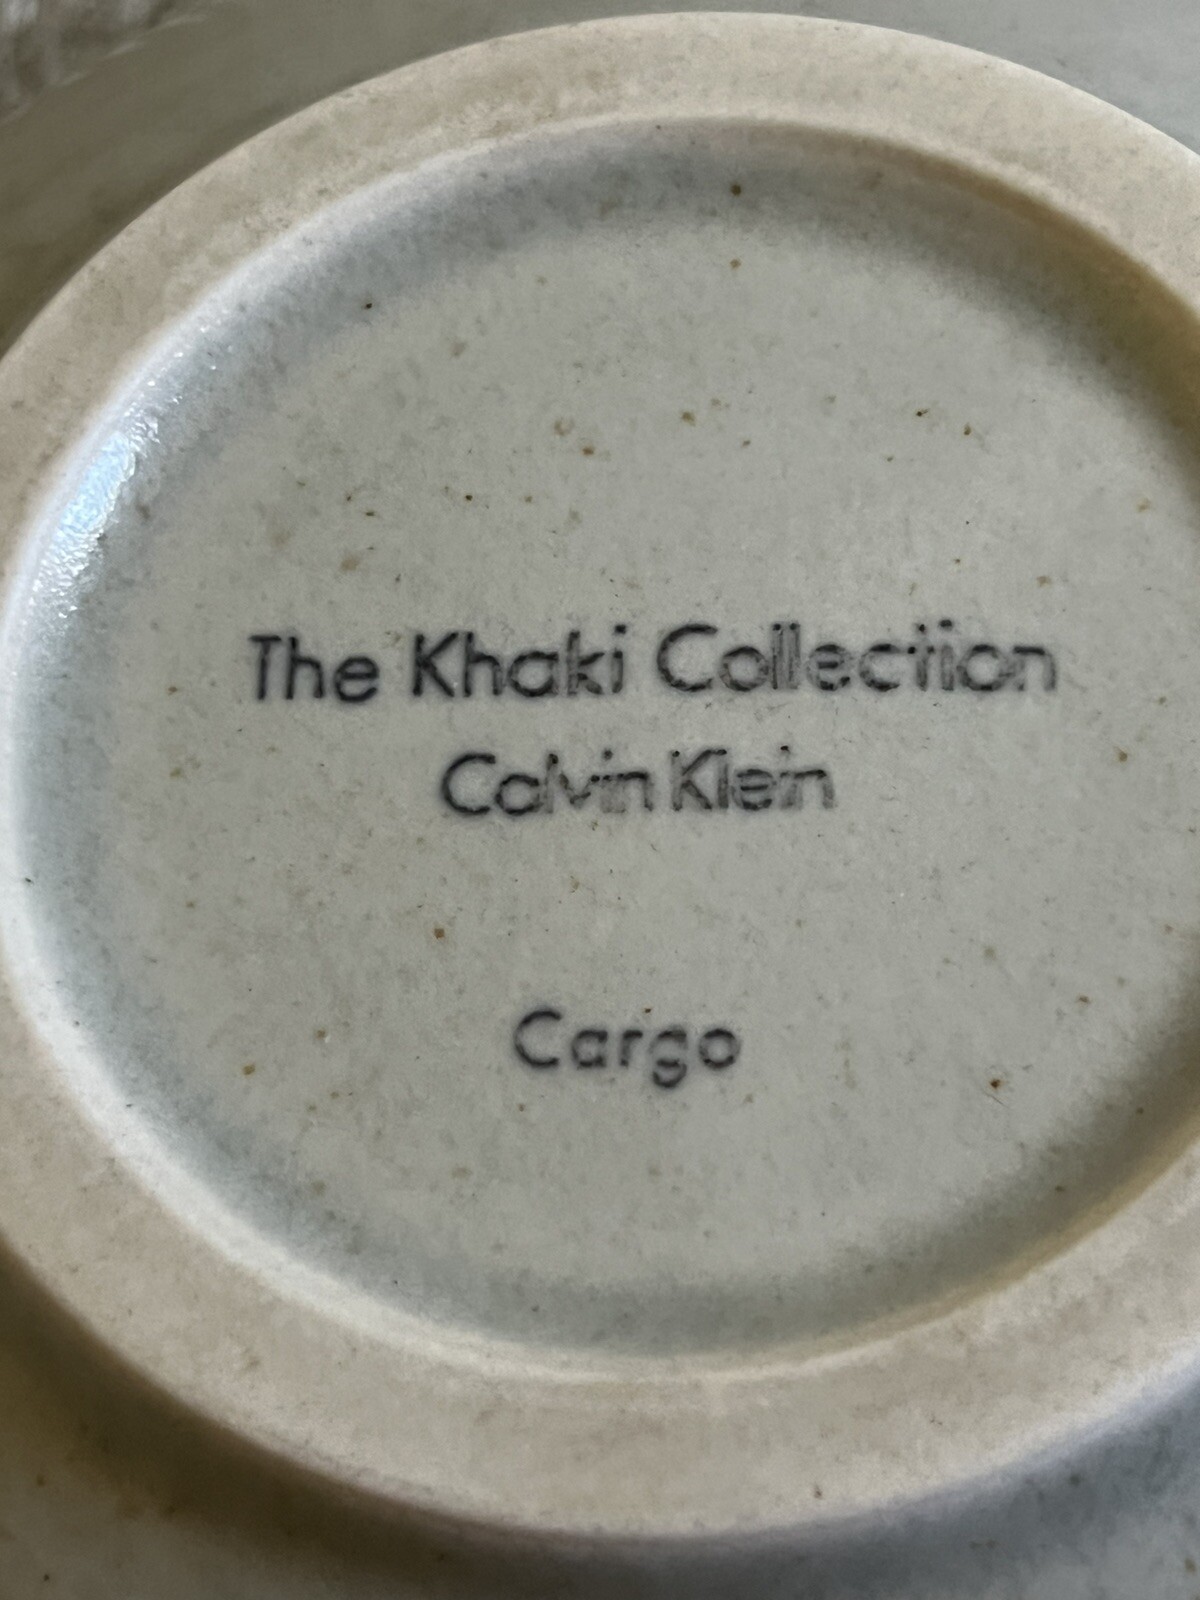 The Khaki Collection
Calvin Klein
Cargo